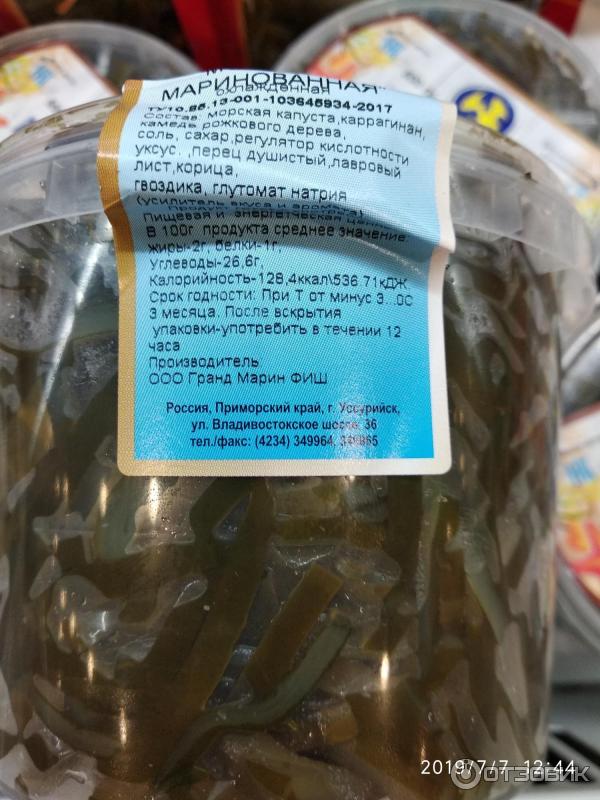 МАРИНОВАННАЯ"
охлажденная
ТУ10.85.13-001-103645934-2017
Состав: морская капуста,каррагинан,
камедь рожкового дерева,
соль, сахар,регулятор кислотности
уксус. ,перец душистый,лавровый
лист,корица,
гвоздика, глутомат натрия
(усилитель вкуса и
Пищевая и энергетическая
В 100г продукта среднее значение:
жиры-2г, белки-1г,
Углеводы-26,6г,
Калорийность-128,4ккал\536.71кДЖ.
Срок годности: При Т от минус 3...0С
3 месяца. После вскрытия
упаковки-употребить в течении 12
часа
Производитель
ООО Гранд Марин ФИШ
Россия, Приморский край, г. Уссурийск,
ул. Владивостокское шоссе, 36
тел./факс: (4234) 349964,
2019/7/7 12:44
ОТЗОВИК